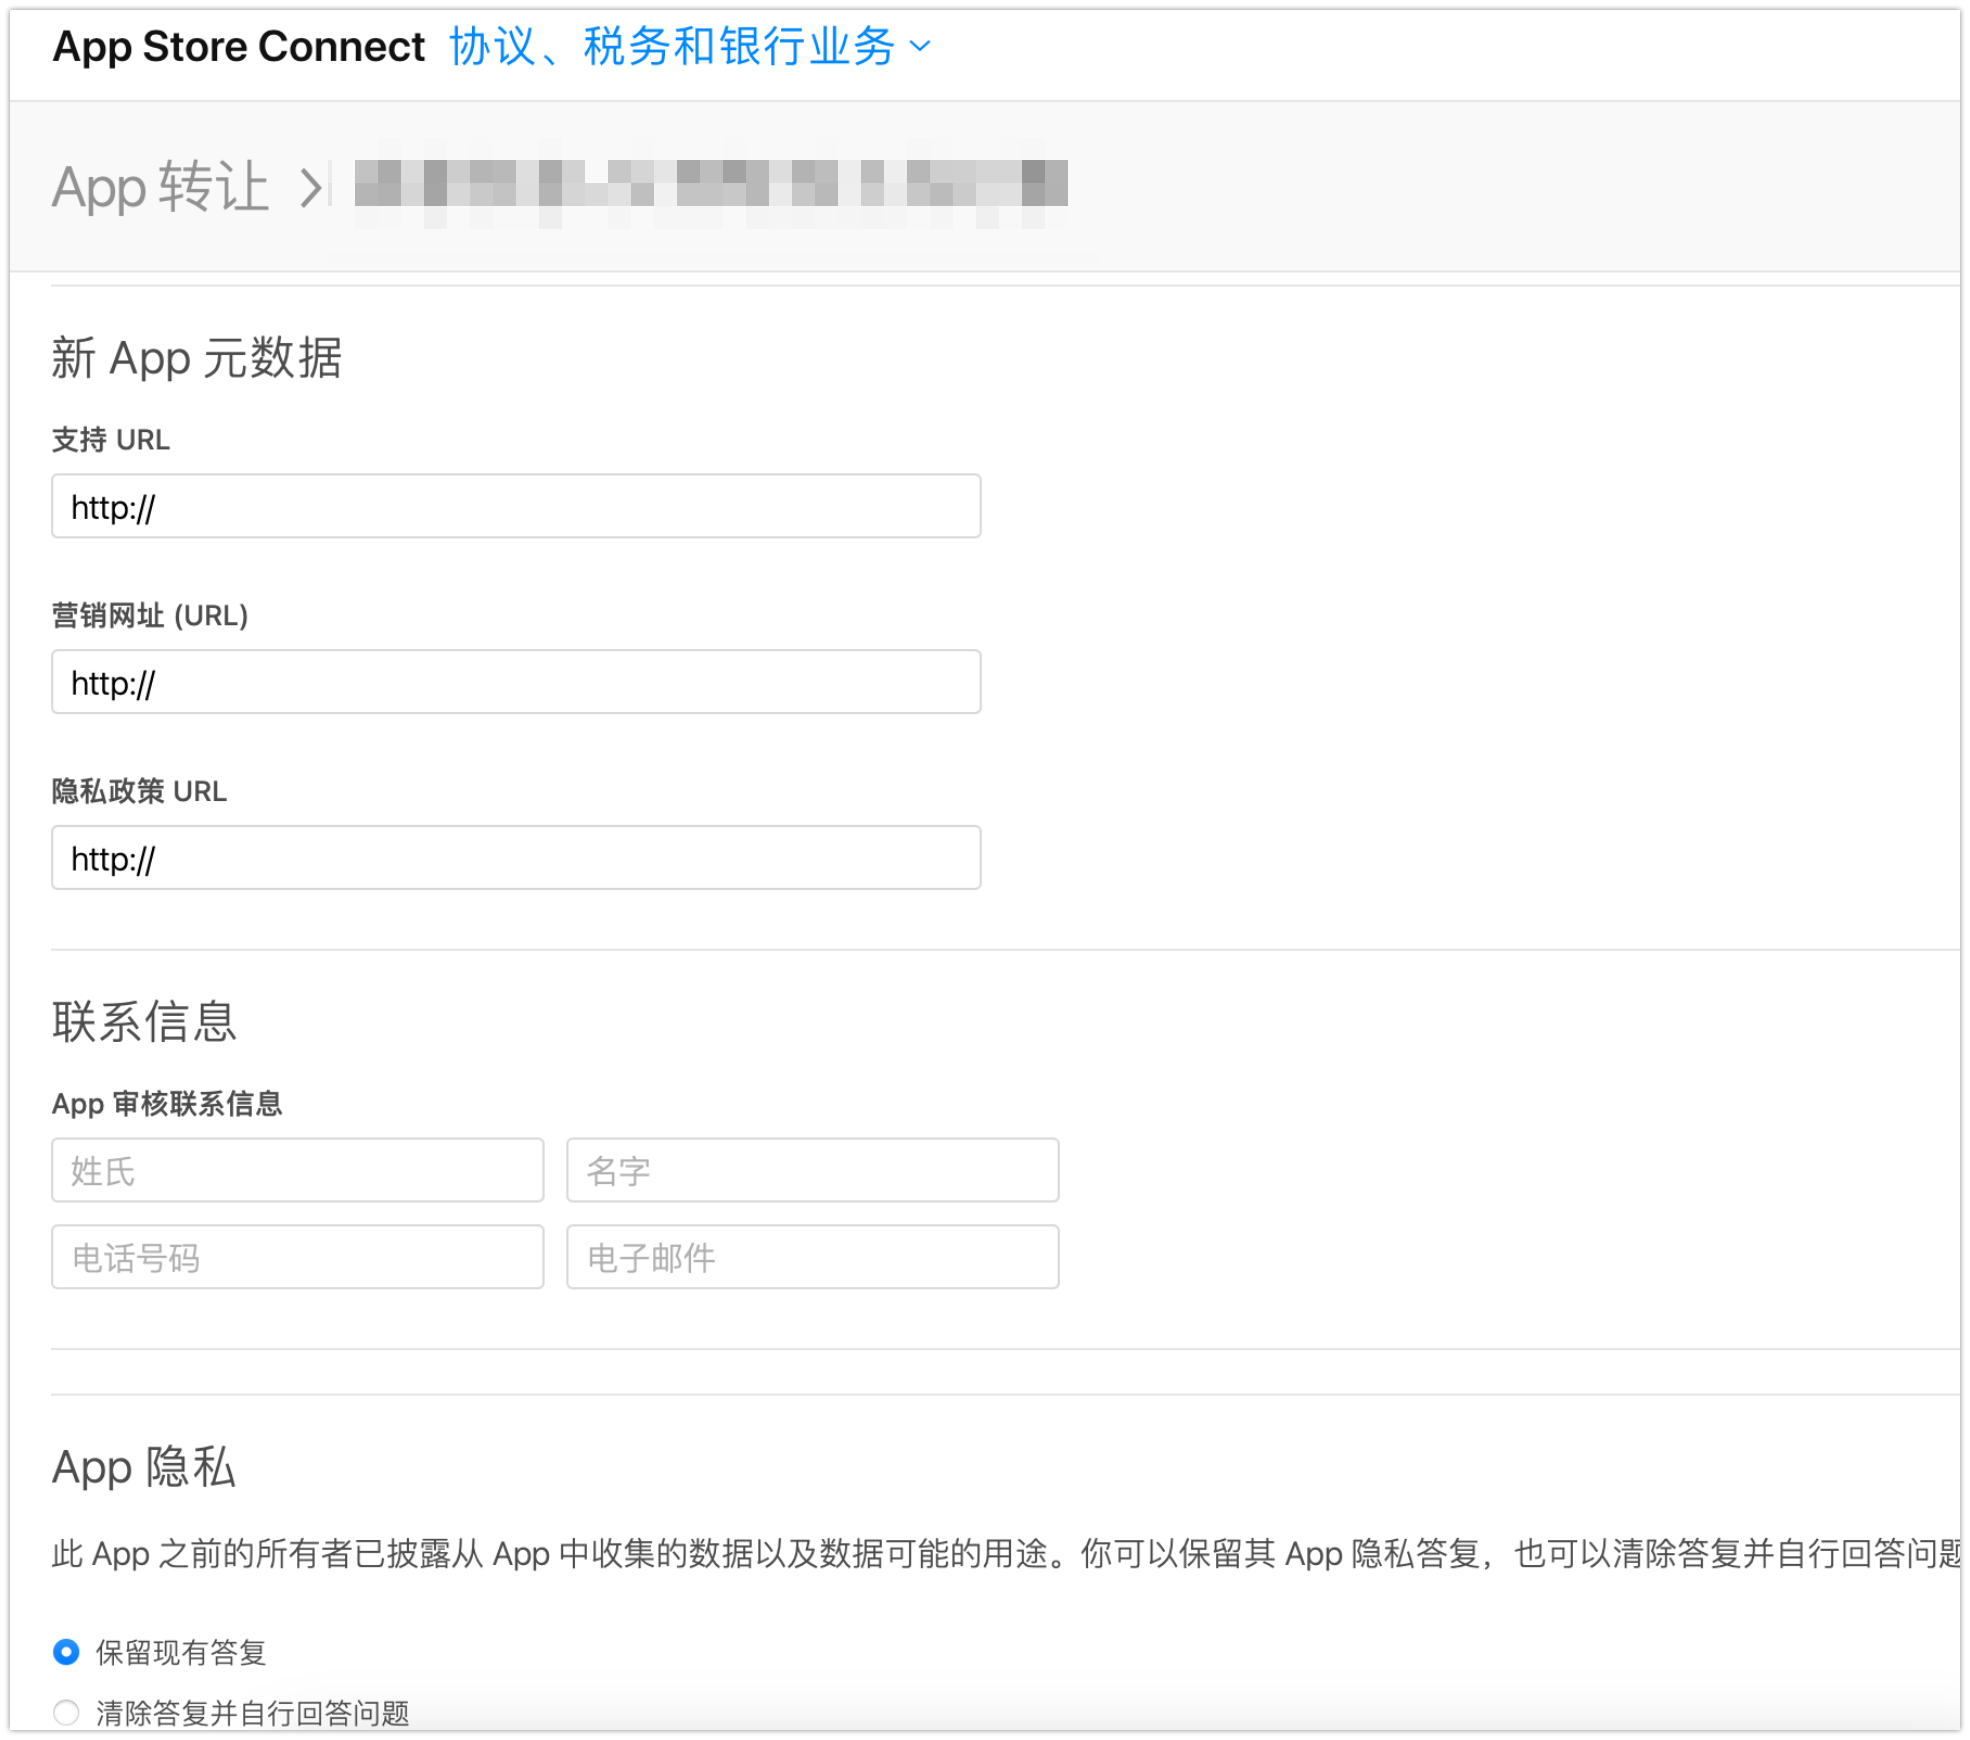 App Store Connect 协议、税务和银行业务
App 转让 >
新 App 元数据
支持 URL
http://
营销网址 (URL)
http://
隐私政策 URL
http://
联系信息
App 审核联系信息
姓氏 名字
电话号码 电子邮件
App 隐私
此 App 之前的所有者已披露从 App 中收集的数据以及数据可能的用途。你可以保留其 App 隐私答复，也可以清除答复并自行回答问题
保留现有答复
清除答复并自行回答问题